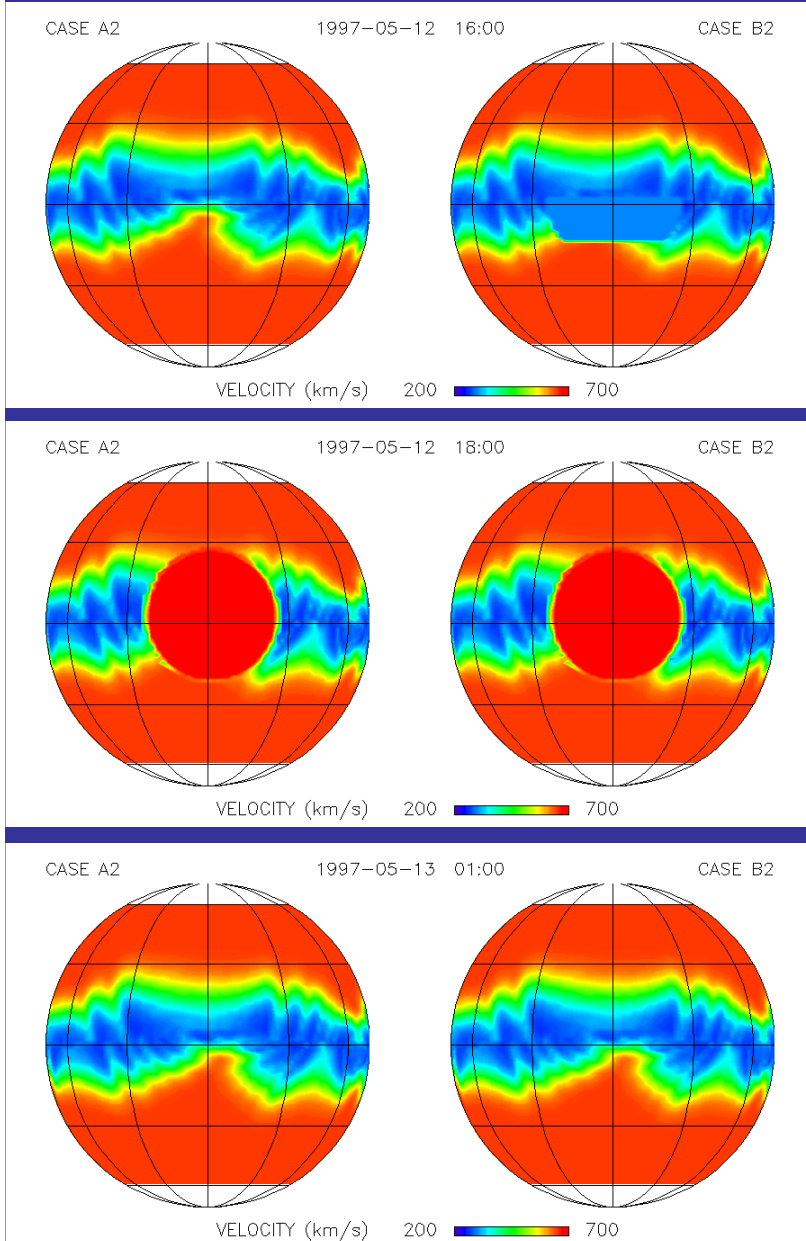 CASE A2 1997-05-12 16:00 CASE B2
VELOCITY (km/s) 200 700
CASE A2 1997-05-12 18:00 CASE B2
VELOCITY (km/s) 200 700
CASE A2 1997-05-13 01:00 CASE B2
VELOCITY (km/s) 200 700